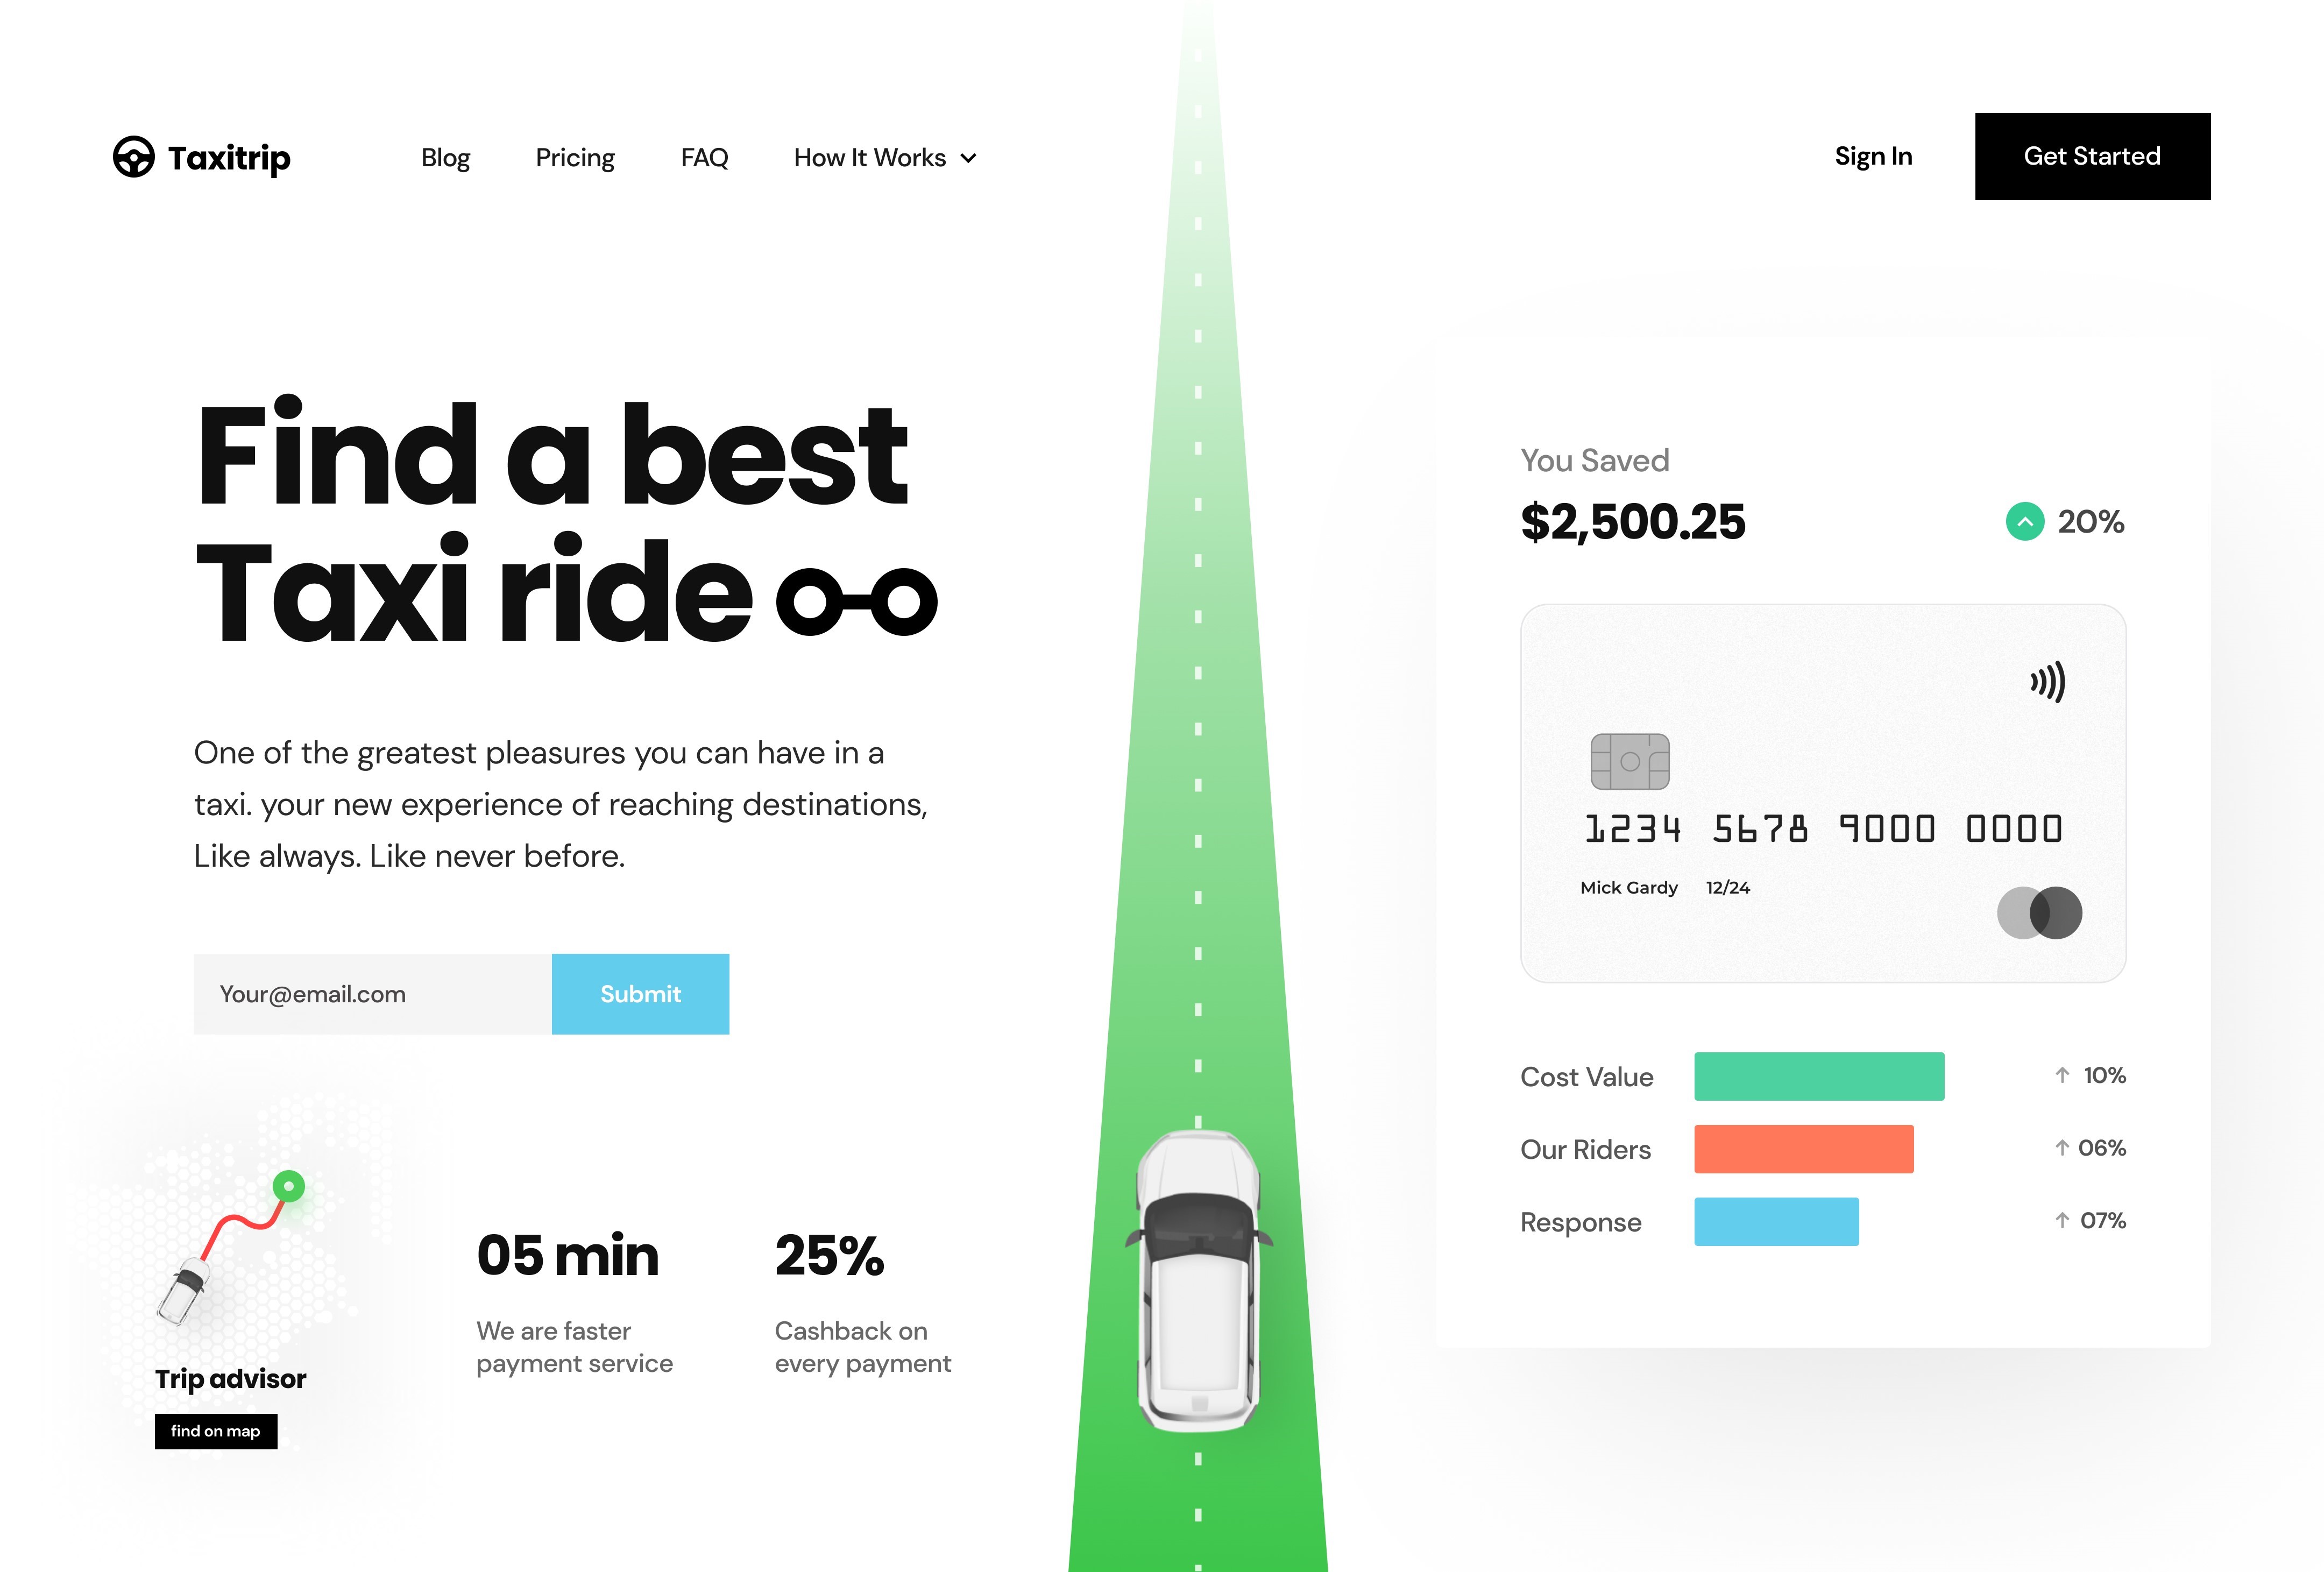 Taxitrip
Blog
Pricing
FAQ
How It Works
Sign In
Get Started
Find a best
Taxi ride
One of the greatest pleasures you can have in a
taxi. your new experience of reaching destinations,
Like always. Like never before.
Your@email.com
Submit
Trip advisor
find on map
05 min
We are faster
payment service
25%
Cashback on
every payment
You Saved
$2,500.25
20%
1234 5678 9000 0000
Mick Gardy 12/24
Cost Value
10%
Our Riders
06%
Response
07%